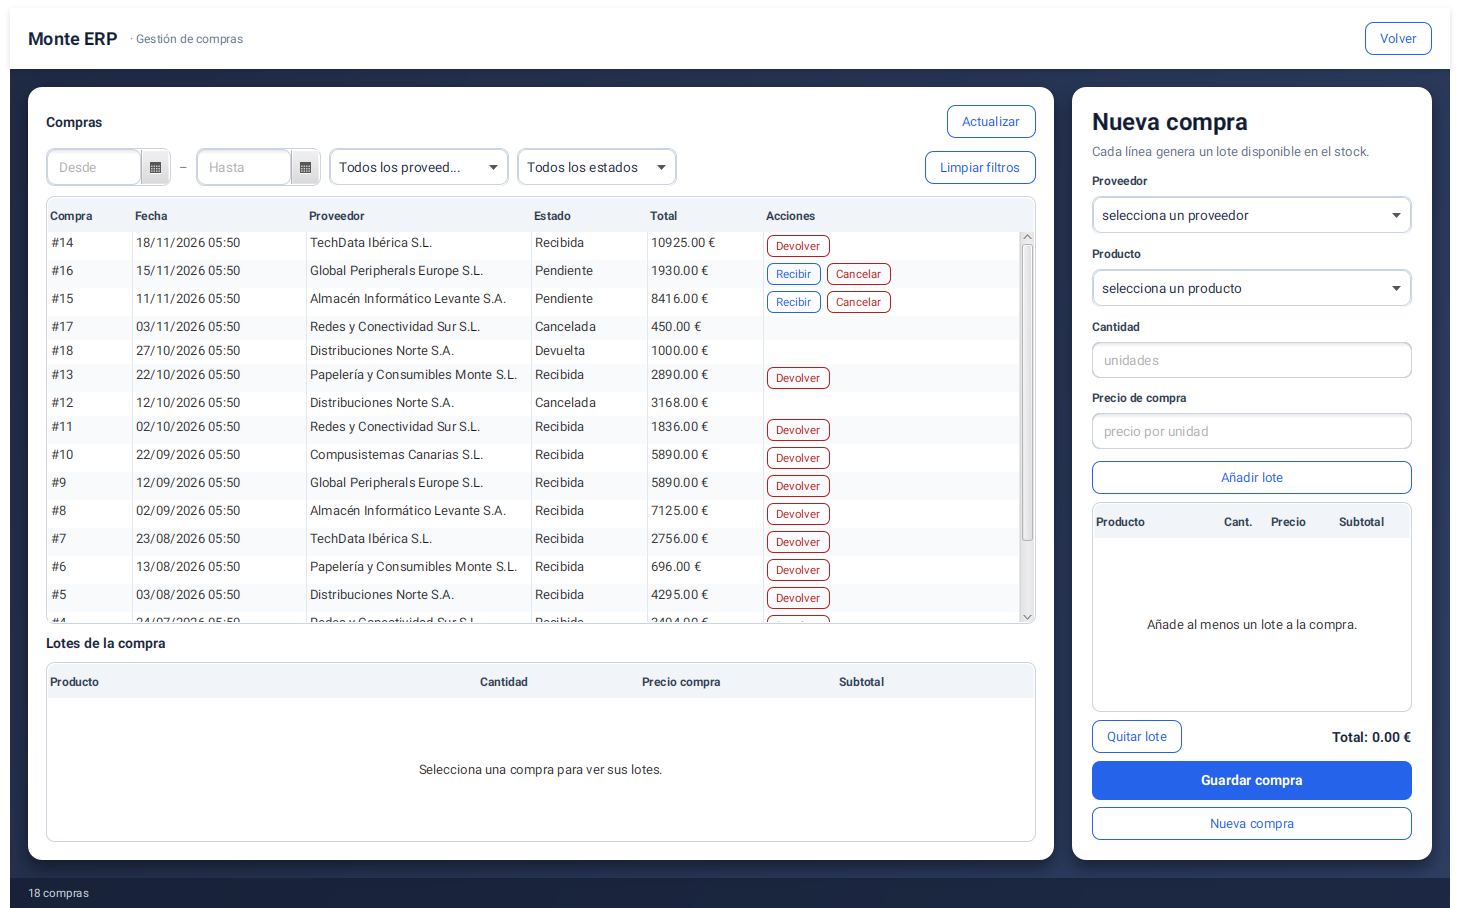 Monte ERP · Gestión de compras Volver
Compras Actualizar
Desde – Hasta Todos los proveed... Todos los estados Limpiar filtros
Compra Fecha Proveedor Estado Total Acciones
#14 18/11/2026 05:50 TechData Ibérica S.L. Recibida 10925.00 € Devolver
#16 15/11/2026 05:50 Global Peripherals Europe S.L. Pendiente 1930.00 € Recibir Cancelar
#15 11/11/2026 05:50 Almacén Informático Levante S.A. Pendiente 8416.00 € Recibir Cancelar
#17 03/11/2026 05:50 Redes y Conectividad Sur S.L. Cancelada 450.00 €
#18 27/10/2026 05:50 Distribuciones Norte S.A. Devuelta 1000.00 €
#13 22/10/2026 05:50 Papelería y Consumibles Monte S.L. Recibida 2890.00 € Devolver
#12 12/10/2026 05:50 Distribuciones Norte S.A. Cancelada 3168.00 €
#11 02/10/2026 05:50 Redes y Conectividad Sur S.L. Recibida 1836.00 € Devolver
#10 22/09/2026 05:50 Compusistemas Canarias S.L. Recibida 5890.00 € Devolver
#9 12/09/2026 05:50 Global Peripherals Europe S.L. Recibida 5890.00 € Devolver
#8 02/09/2026 05:50 Almacén Informático Levante S.A. Recibida 7125.00 € Devolver
#7 23/08/2026 05:50 TechData Ibérica S.L. Recibida 2756.00 € Devolver
#6 13/08/2026 05:50 Papelería y Consumibles Monte S.L. Recibida 696.00 € Devolver
#5 03/08/2026 05:50 Distribuciones Norte S.A. Recibida 4295.00 € Devolver
#4 24/07/2026 05:50 Redes y Conectividad Sur S.L. Recibida
Lotes de la compra
Producto Cantidad Precio compra Subtotal
Selecciona una compra para ver sus lotes.
Nueva compra
Cada línea genera un lote disponible en el stock.
Proveedor
selecciona un proveedor
Producto
selecciona un producto
Cantidad
unidades
Precio de compra
precio por unidad
Añadir lote
Producto Cant. Precio Subtotal
Añade al menos un lote a la compra.
Quitar lote Total: 0.00 €
Guardar compra
Nueva compra
18 compras